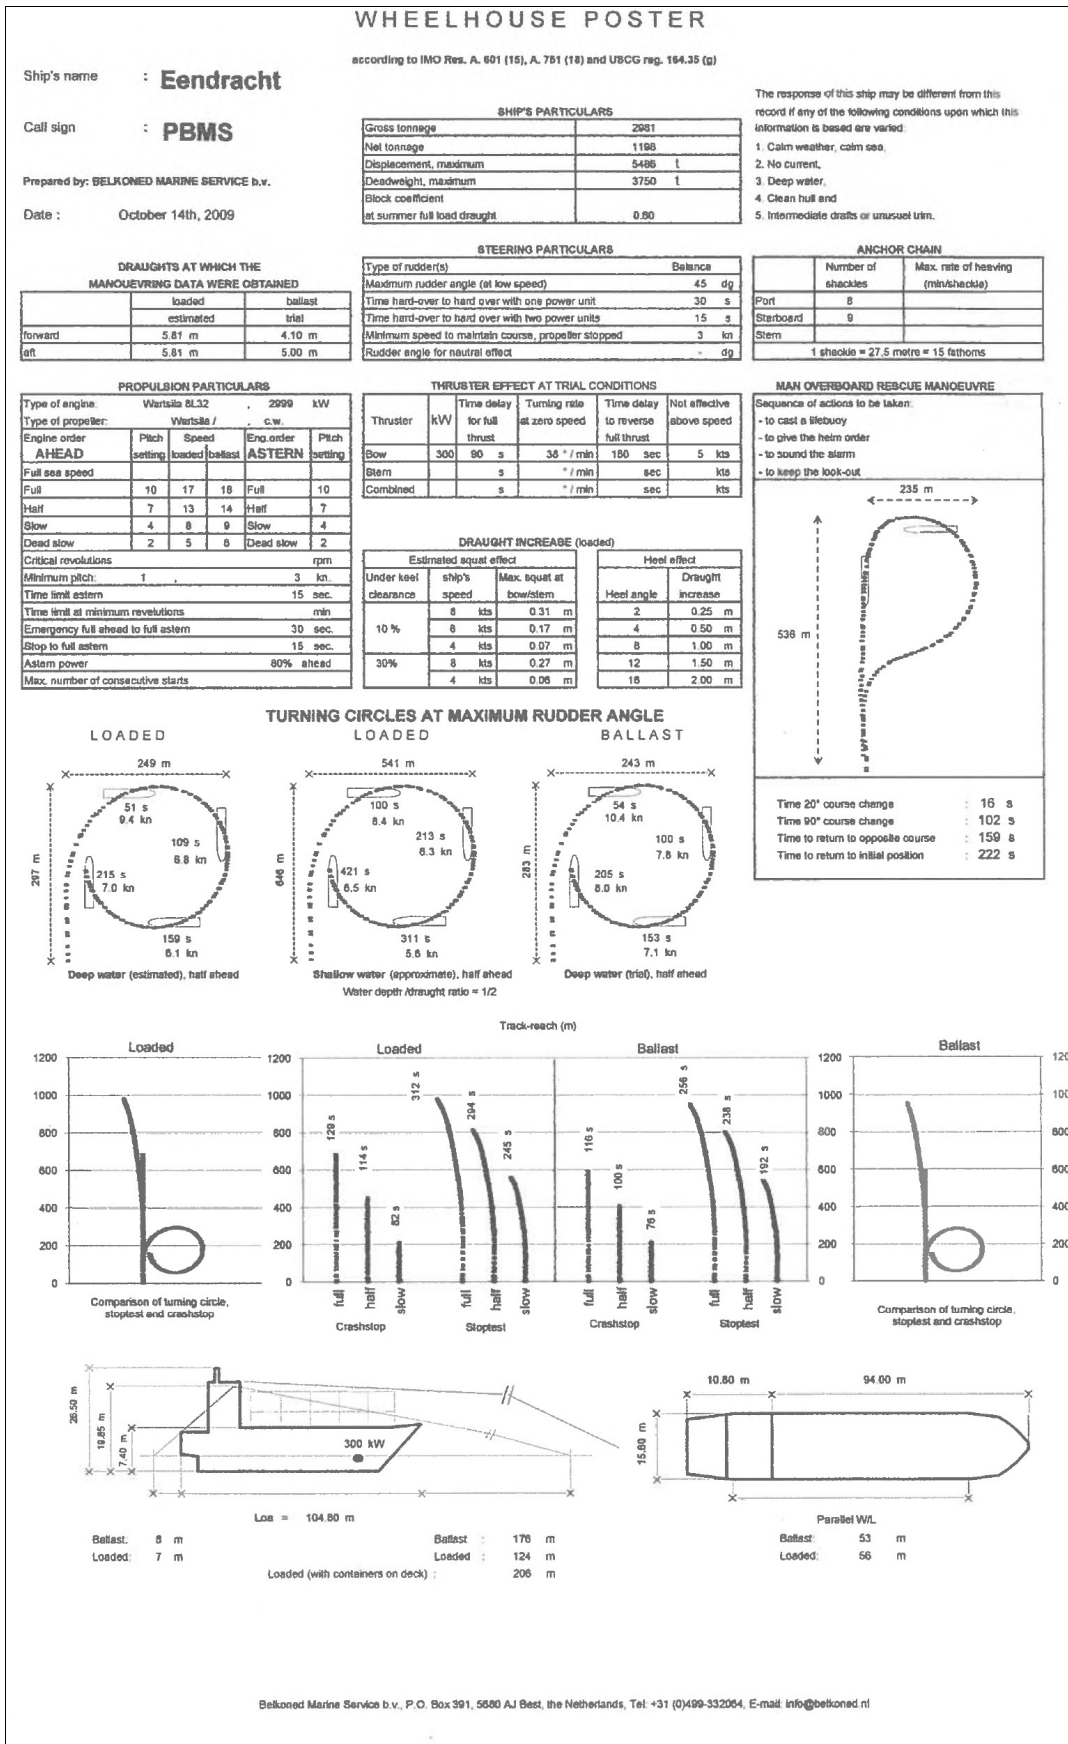 WHEELHOUSE POSTER
according to IMO Res. A. 601 (15), A. 751 (18) and USCG reg. 164.35 (g)
Ship's name : Eendracht
Call sign : PBMS
Prepared by: BELKONED MARINE SERVICE b.v.
Date : October 14th, 2009
SHIP'S PARTICULARS
Gross tonnage 2981
Net tonnage 1198
Displacement, maximum 5486 t
Deadweight, maximum 3750 t
Block coefficient
at summer full load draught 0.80
The response of this ship may be different from this
record if any of the following conditions upon which this
information is based are varied:
1. Calm weather, calm sea,
2. No current,
3. Deep water,
4. Clean hull and
5. Intermediate drafts or unusuel trim.
DRAUGHTS AT WHICH THE
MANOUEVRING DATA WERE OBTAINED
loaded ballast
estimated trial
forward 5.81 m 4.10 m
aft 5.81 m 5.00 m
STEERING PARTICULARS
Type of rudder(s) Balance
Maximum rudder angle (at low speed) 45 dg
Time hard-over to hard over with one power unit 30 s
Time hard-over to hard over with two power units 15 s
Minimum speed to maintain course, propeller stopped 3 kn
Rudder angle for nautral effect - dg
ANCHOR CHAIN
Number of Max. rate of heaving
shackles (min/shackle)
Port 8
Starboard 9
Stern
1 shackle = 27,5 metre = 15 fathoms
PROPULSION PARTICULARS
Type of engine: Wartsila 8L32 , 2999 kW
Type of propeller: Wartsila / , c.w.
Engine order Pitch Speed Eng.order Pitch
AHEAD setting loaded ballast ASTERN setting
Full sea speed
Full 10 17 18 Full 10
Half 7 13 14 Half 7
Slow 4 8 9 Slow 4
Dead slow 2 5 6 Dead slow 2
Critical revolutions rpm
Minimum pitch: 1 , 3 kn.
Time limit astern 15 sec.
Time limit at minimum revelutions min
Emergency full ahead to full astern 30 sec.
Stop to full astern 15 sec.
Astern power 80% ahead
Max. number of consecutive starts
THRUSTER EFFECT AT TRIAL CONDITIONS
Time delay Turning rate Time delay Not effective
Thruster kW for full at zero speed to reverse above speed
thrust full thrust
Bow 300 90 s 38 ° / min 180 sec 5 kts
Stern s ° / min sec kts
Combined s ° / min sec kts
DRAUGHT INCREASE (loaded)
Estimated squat effect Heel effect
Under keel ship's Max. squat at Draught
clearance speed bow/stern Heel angle increase
8 kts 0.31 m 2 0.25 m
10 % 6 kts 0.17 m 4 0.50 m
4 kts 0.07 m 8 1.00 m
30% 8 kts 0.27 m 12 1.50 m
4 kts 0.06 m 16 2.00 m
MAN OVERBOARD RESCUE MANOEUVRE
Sequence of actions to be taken:
- to cast a lifebuoy
- to give the helm order
- to sound the alarm
- to keep the look-out
235 m
536 m
Time 20° course change : 16 s
Time 90° course change : 102 s
Time to return to opposite course : 159 s
Time to return to initial position : 222 s
TURNING CIRCLES AT MAXIMUM RUDDER ANGLE
LOADED LOADED BALLAST
249 m 541 m 243 m
51 s 100 s 54 s
9.4 kn 8.4 kn 10.4 kn
109 s 213 s 100 s
6.8 kn 6.3 kn 7.8 kn
297 m 646 m 283 m
215 s 421 s 205 s
7.0 kn 6.5 kn 8.0 kn
159 s 311 s 153 s
6.1 kn 5.6 kn 7.1 kn
Deep water (estimated), half ahead Shallow water (approximate), half ahead Deep water (trial), half ahead
Water depth /draught ratio = 1/2
Track-reach (m)
Loaded Loaded Ballast Ballast
1200 1200 1200 120
1000 1000 1000 100
800 800 800 800
600 600 600 600
400 400 400 400
200 200 200 200
0 0 0 0
129 s 114 s 82 s 312 s 294 s 245 s
116 s 100 s 76 s 256 s 238 s 192 s
full half slow full half slow full half slow full half slow
Crashstop Stoptest Crashstop Stoptest
Comparison of turning circle,
stoptest and crashstop
Comparison of turning circle,
stoptest and crashstop
26.50 m
19.85 m
7.40 m
300 kW
10.80 m 94.00 m
15.80 m
Loa = 104.80 m
Parallel W/L
Ballast: 8 m Ballast : 176 m Ballast: 53 m
Loaded: 7 m Loaded : 124 m Loaded: 56 m
Loaded (with containers on deck) : 206 m
Belkoned Marine Service b.v., P.O. Box 391, 5680 AJ Best, the Netherlands, Tel: +31 (0)499-332064, E-mail: info@belkoned.nl